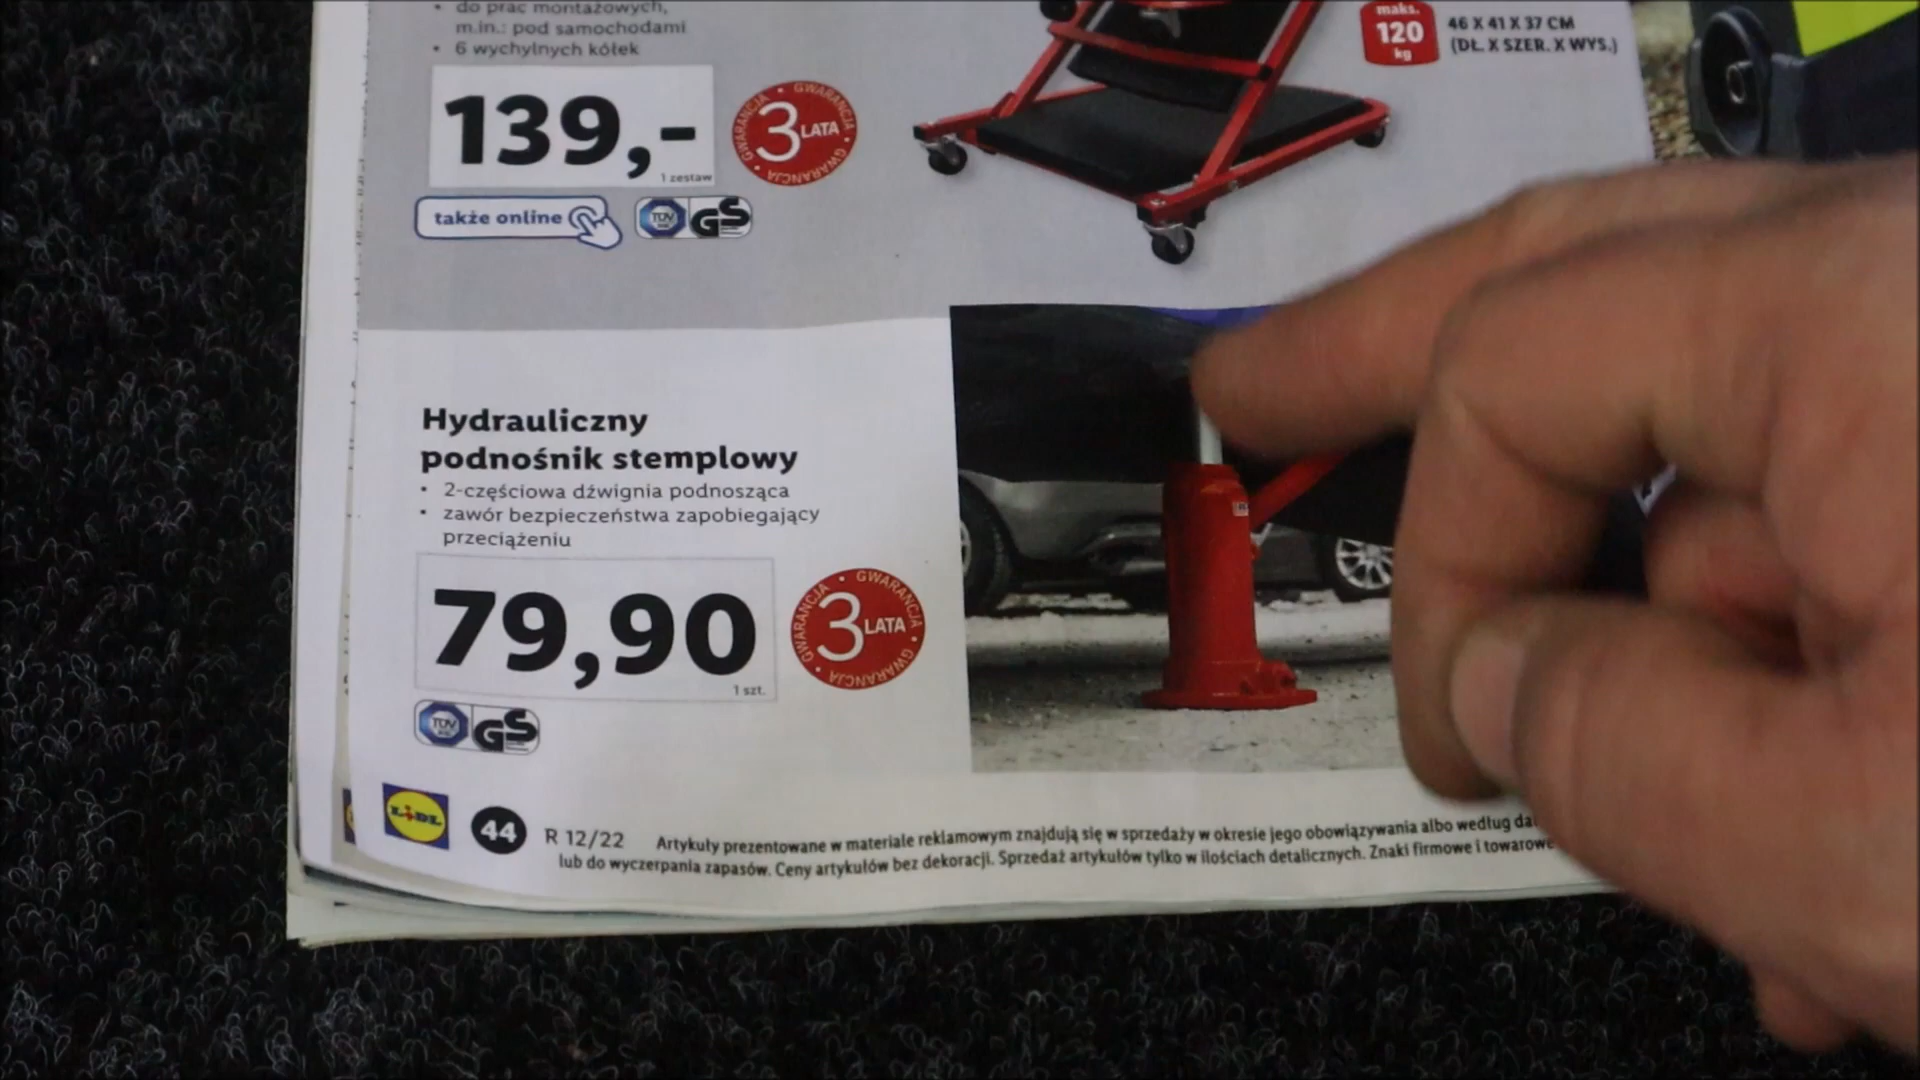 • do prac montażowych,
m.in.: pod samochodami
• 6 wychylnych kółek
139,-
1 zestaw
GWARANCJA • GWARANCJA •
3 LATA
także online
TÜV
GS
maks.
120
kg
46 X 41 X 37 CM
(DŁ. X SZER. X WYS.)
Hydrauliczny
podnośnik stemplowy
• 2-częściowa dźwignia podnosząca
• zawór bezpieczeństwa zapobiegający
przeciążeniu
79,90
1 szt.
GWARANCJA • GWARANCJA • GWARANCJA •
3 LATA
TÜV
GS
LiDL
44
R 12/22
Artykuły prezentowane w materiale reklamowym znajdują się w sprzedaży w okresie jego obowiązywania albo według
lub do wyczerpania zapasów. Ceny artykułów bez dekoracji. Sprzedaż artykułów tylko w ilościach detalicznych. Znaki firmowe i